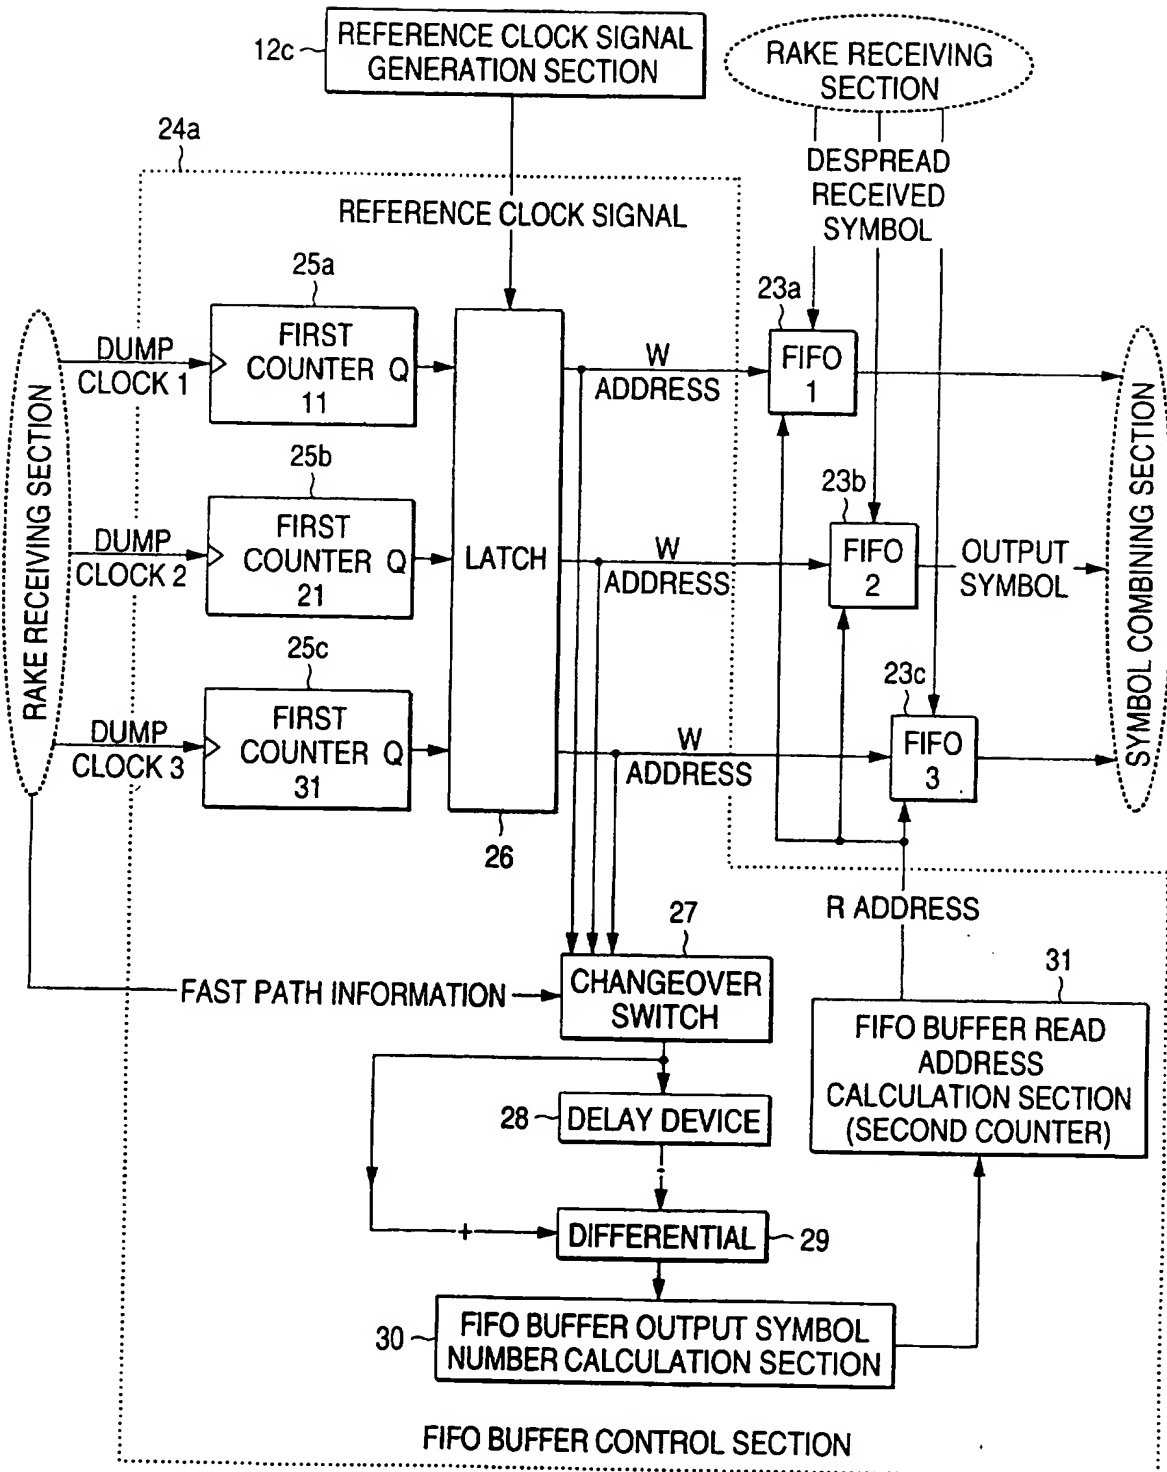 12c
REFERENCE CLOCK SIGNAL
GENERATION SECTION
RAKE RECEIVING
SECTION
24a
DESPREAD
RECEIVED
SYMBOL
REFERENCE CLOCK SIGNAL
25a
23a
DUMP
CLOCK 1
FIRST
COUNTER Q
11
W
ADDRESS
FIFO
1
RAKE RECEIVING SECTION
25b
23b
DUMP
CLOCK 2
FIRST
COUNTER Q
21
LATCH
W
ADDRESS
FIFO
2
OUTPUT
SYMBOL
SYMBOL COMBINING SECTION
25c
23c
DUMP
CLOCK 3
FIRST
COUNTER Q
31
W
ADDRESS
FIFO
3
26
R ADDRESS
27
31
FAST PATH INFORMATION
CHANGEOVER
SWITCH
FIFO BUFFER READ
ADDRESS
CALCULATION SECTION
(SECOND COUNTER)
28
DELAY DEVICE
-
+
DIFFERENTIAL
29
30
FIFO BUFFER OUTPUT SYMBOL
NUMBER CALCULATION SECTION
FIFO BUFFER CONTROL SECTION